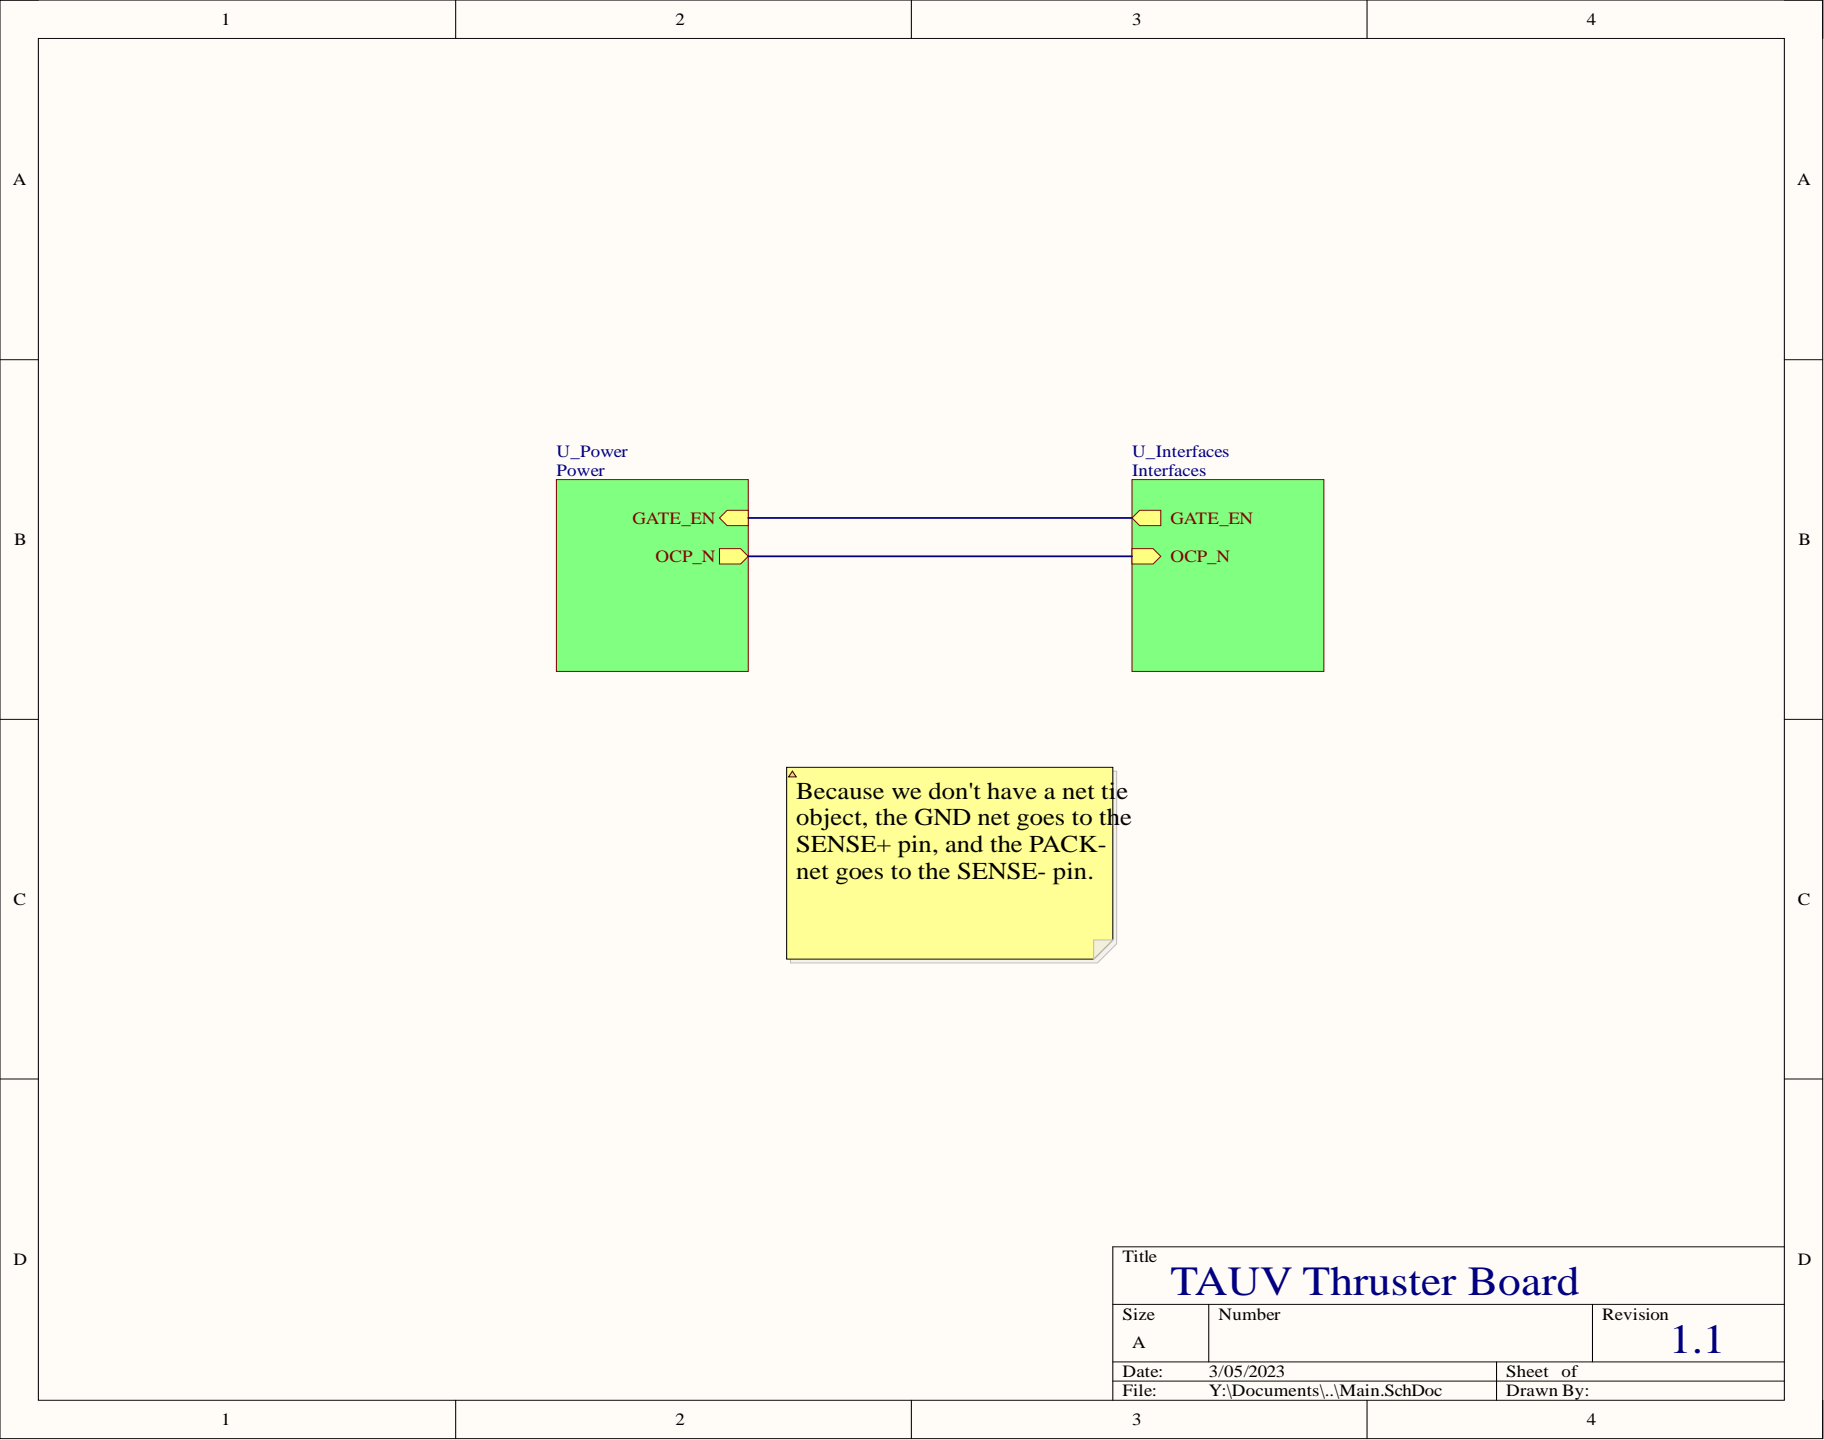 1 2 3 4
A A
U_Power U_Interfaces
Power Interfaces
GATE_EN GATE_EN
B B
OCP_N OCP_N
Because we don't have a net tie
object, the GND net goes to the
SENSE+ pin, and the PACK-
net goes to the SENSE- pin.
C C
D D
Title
TAUV Thruster Board
Size Number Revision
A 1.1
Date: 3/05/2023 Sheet of
File: Y:\Documents\..\Main.SchDoc Drawn By:
1 2 3 4